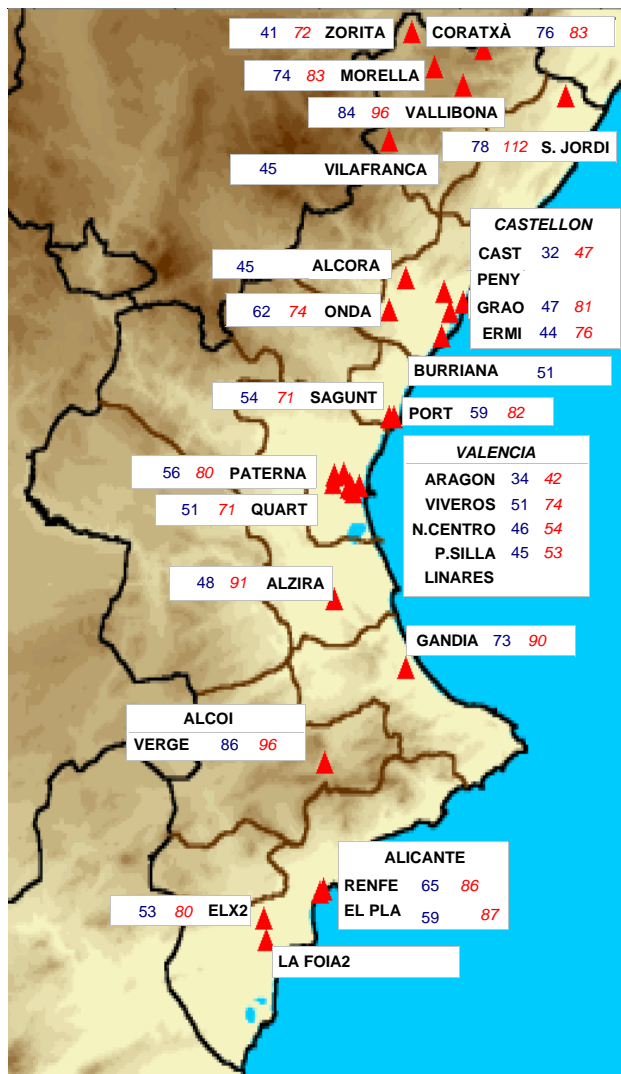 41 72 ZORITA
CORATXÀ 76 83
74 83 MORELLA
84 96 VALLIBONA
78 112 S. JORDI
45 VILAFRANCA
CASTELLON
CAST 32 47
PENY
GRAO 47 81
ERMI 44 76
45 ALCORA
62 74 ONDA
BURRIANA 51
54 71 SAGUNT
PORT 59 82
VALENCIA
ARAGON 34 42
VIVEROS 51 74
N.CENTRO 46 54
P.SILLA 45 53
LINARES
56 80 PATERNA
51 71 QUART
48 91 ALZIRA
GANDIA 73 90
ALCOI
VERGE 86 96
ALICANTE
RENFE 65 86
EL PLA 59 87
53 80 ELX2
LA FOIA2